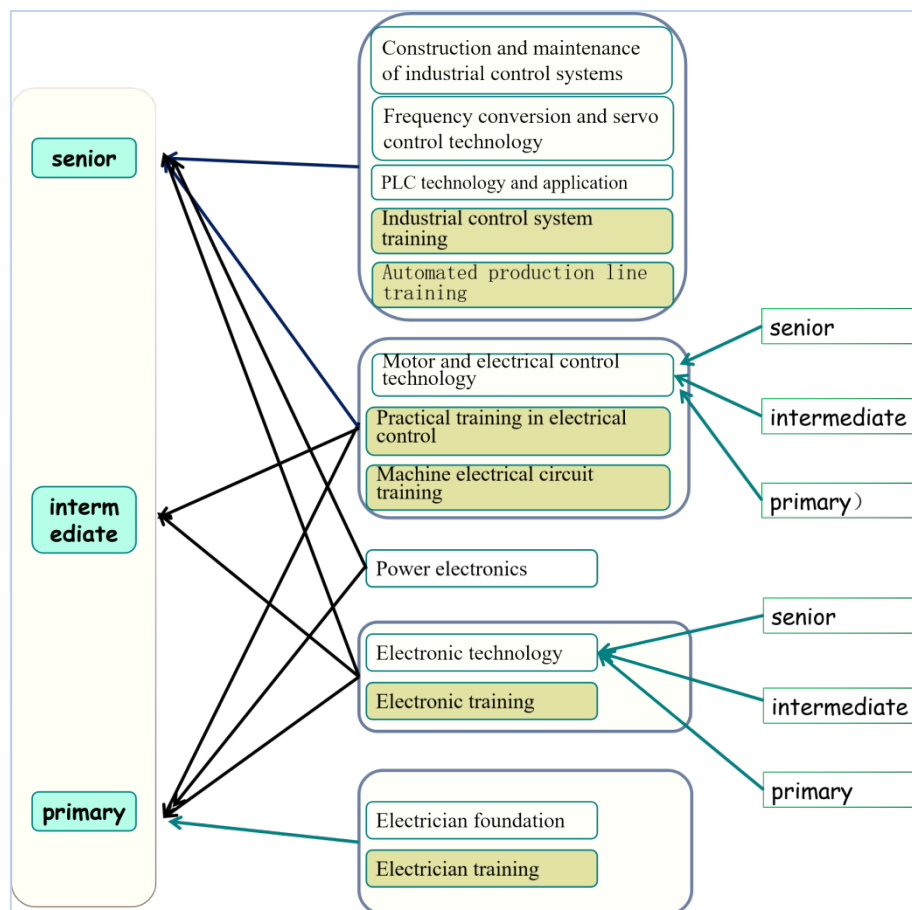 senior
interm
ediate
primary
Construction and maintenance
of industrial control systems
Frequency conversion and servo
control technology
PLC technology and application
Industrial control system
training
Automated production line
training
Motor and electrical control
technology
Practical training in electrical
control
Machine electrical circuit
training
Power electronics
Electronic technology
Electronic training
Electrician foundation
Electrician training
senior
intermediate
primary）
senior
intermediate
primary